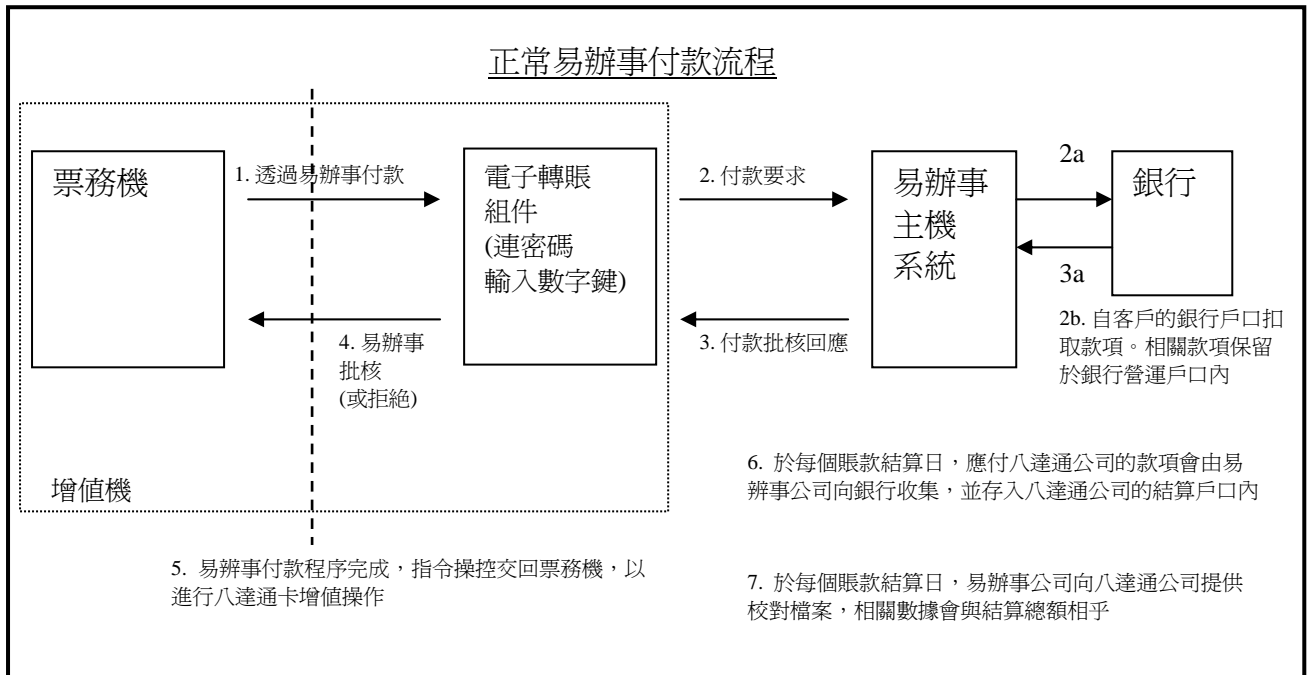 正常易辦事付款流程
票務機
1. 透過易辦事付款
電子轉賬
組件
(連密碼
輸入數字鍵)
2. 付款要求
易辦事
主機
系統
2a
銀行
3a
4. 易辦事
批核
(或拒絕)
3. 付款批核回應
2b. 自客戶的銀行戶口扣
取款項。相關款項保留
於銀行營運戶口內
增值機
6. 於每個賬款結算日，應付八達通公司的款項會由易
辨事公司向銀行收集，並存入八達通公司的結算戶口內
5. 易辨事付款程序完成，指令操控交回票務機，以
進行八達通卡增值操作
7. 於每個賬款結算日，易辦事公司向八達通公司提供
校對檔案，相關數據會與結算總額相乎